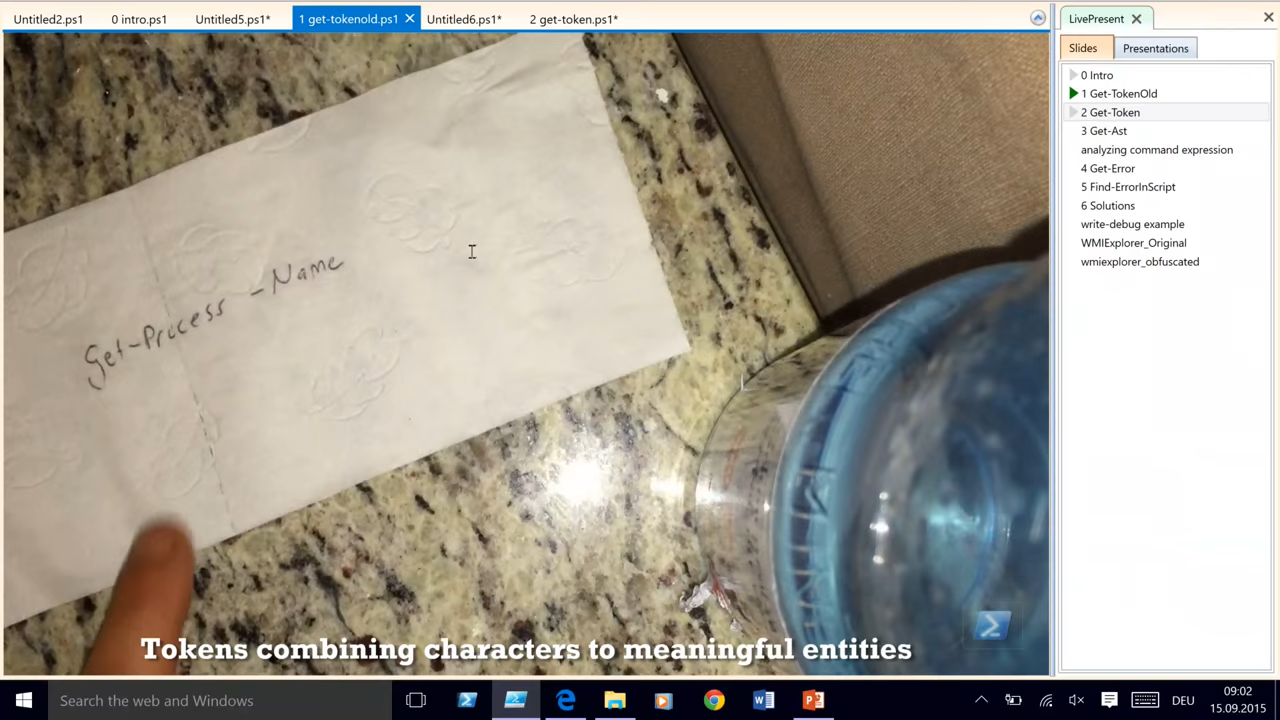 Untitled2.ps1 0 intro.ps1 Untitled5.ps1* 1 get-tokenold.ps1 Untitled6.ps1* 2 get-token.ps1*
LivePresent
Slides Presentations
0 Intro
1 Get-TokenOld
2 Get-Token
3 Get-Ast
analyzing command expression
4 Get-Error
5 Find-ErrorInScript
6 Solutions
write-debug example
WMIExplorer_Original
wmiexplorer_obfuscated
Get-Process -Name
Tokens combining characters to meaningful entities
Search the web and Windows
DEU
09:02
15.09.2015